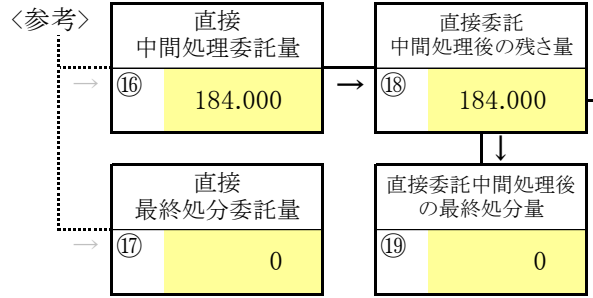 〈参考〉
直接
中間処理委託量
→
⑯
184.000
→
直接委託
中間処理後の残さ量
⑱
184.000
↓
直接
最終処分委託量
→
⑰
0
直接委託中間処理後
の最終処分量
⑲
0